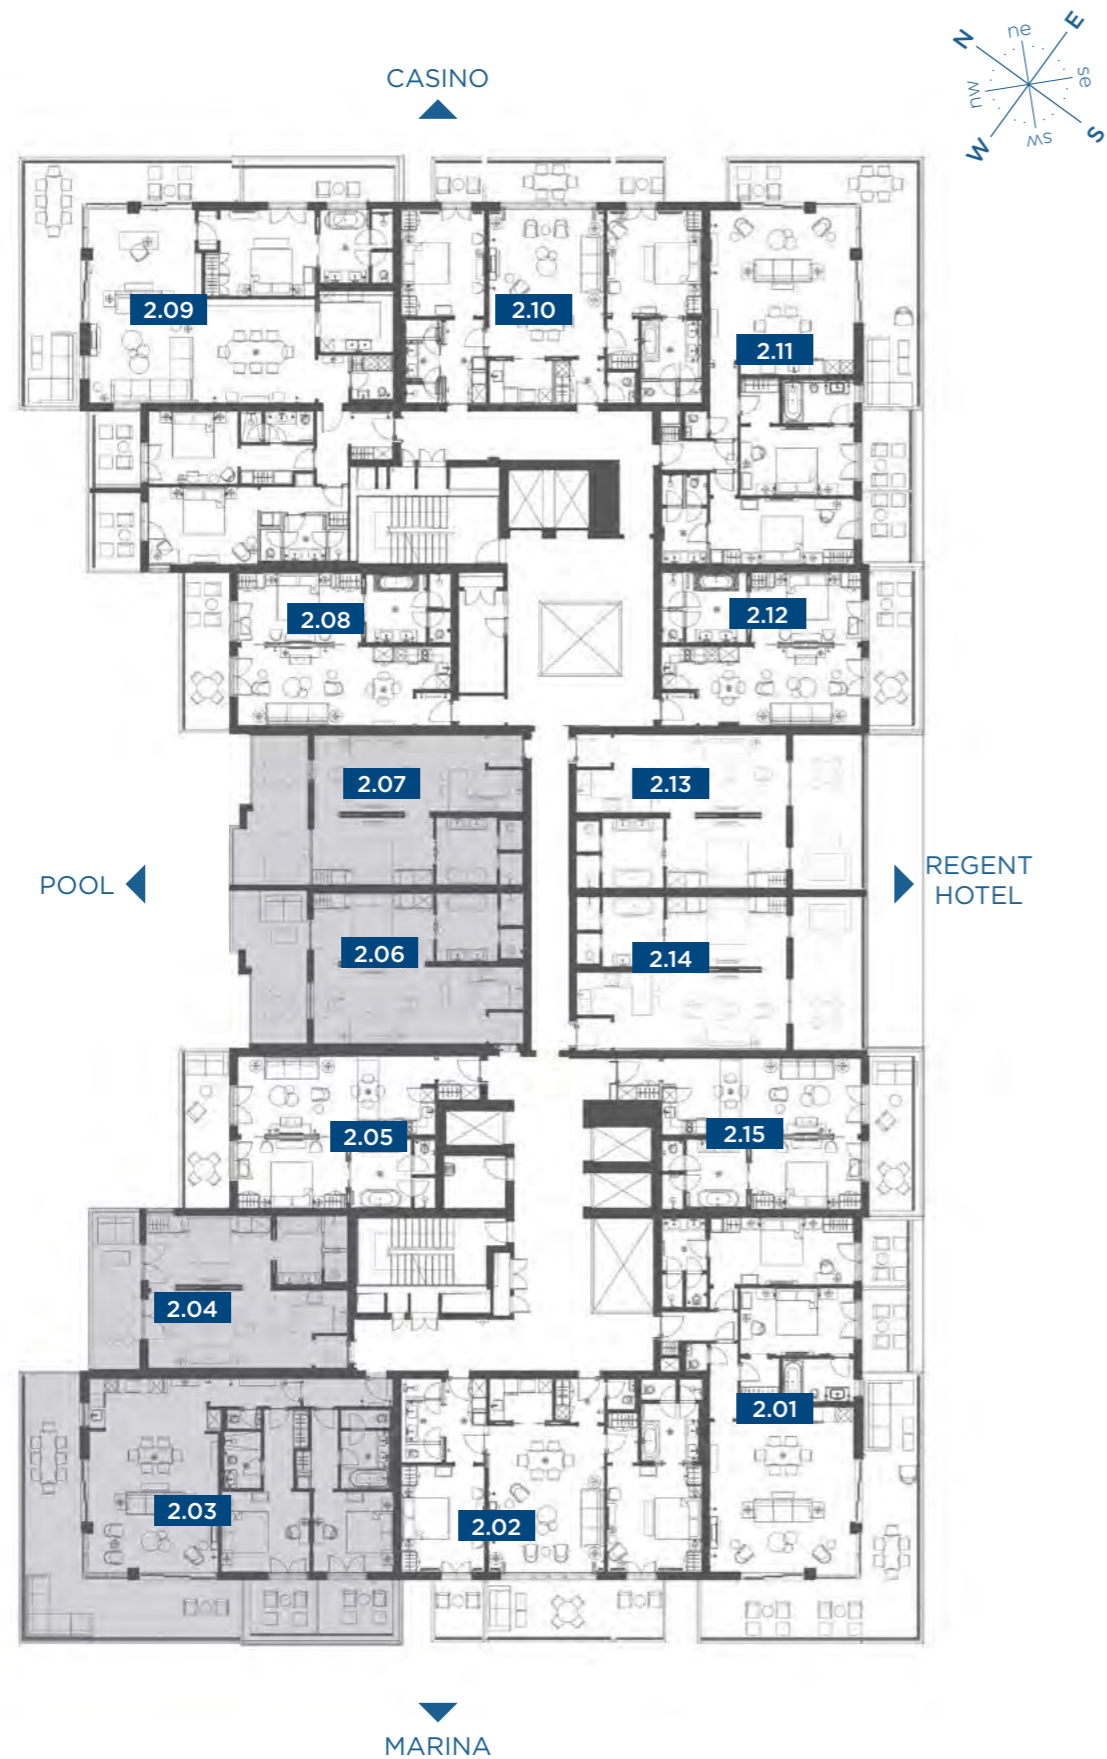 N
ne
E
nw
se
W
sw
S
CASINO
2.09
2.10
2.11
2.08
2.12
2.07
2.13
POOL
REGENT
HOTEL
2.06
2.14
2.05
2.15
2.04
2.01
2.03
2.02
MARINA